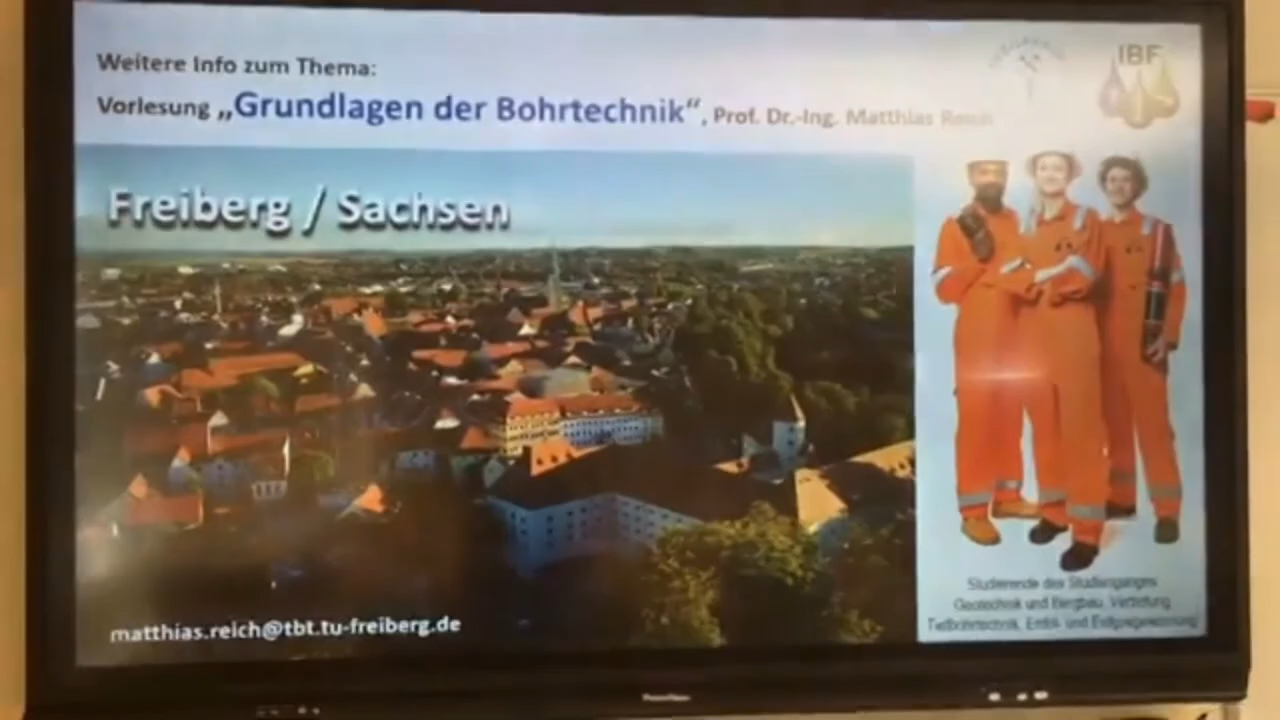 Weitere Info zum Thema:
Vorlesung „Grundlagen der Bohrtechnik“, Prof. Dr.-Ing. Matthias Reich
IBF
Freiberg / Sachsen
matthias.reich@tbt.tu-freiberg.de
Studierende des Studienganges
Geotechnik und Bergbau, Vertiefung
Tiefbohrtechnik, Erdöl- und Erdgasgewinnung